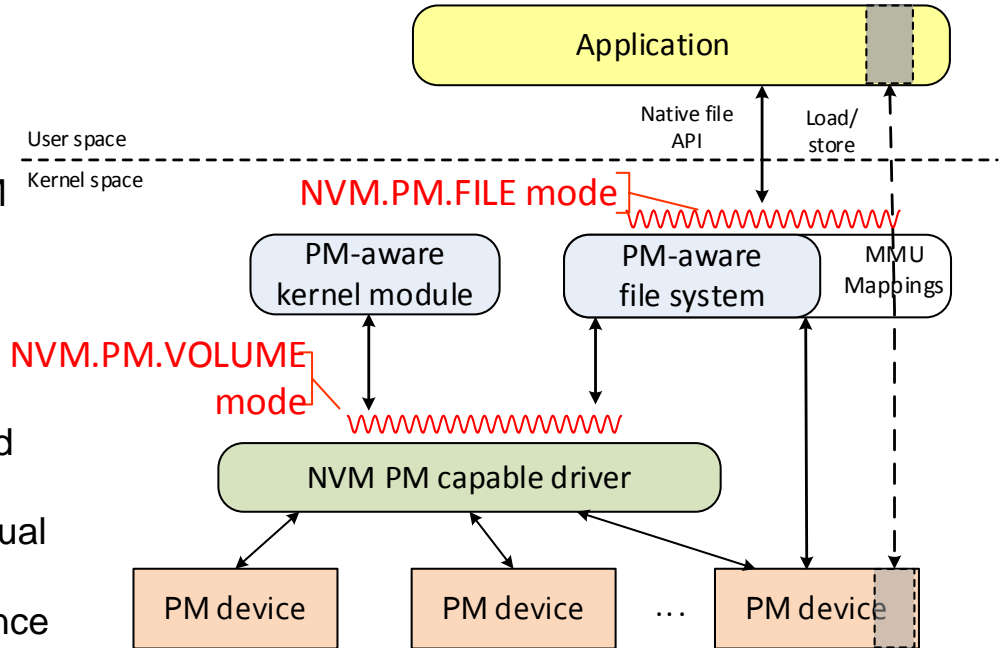 Application
Native file
API
Load/
store
User space
Kernel space
M
NVM.PM.FILE mode
PM-aware
kernel module
PM-aware
file system
MMU
Mappings
NVM.PM.VOLUME
mode
d
NVM PM capable driver
ual
PM device
PM device
...
PM device
nce